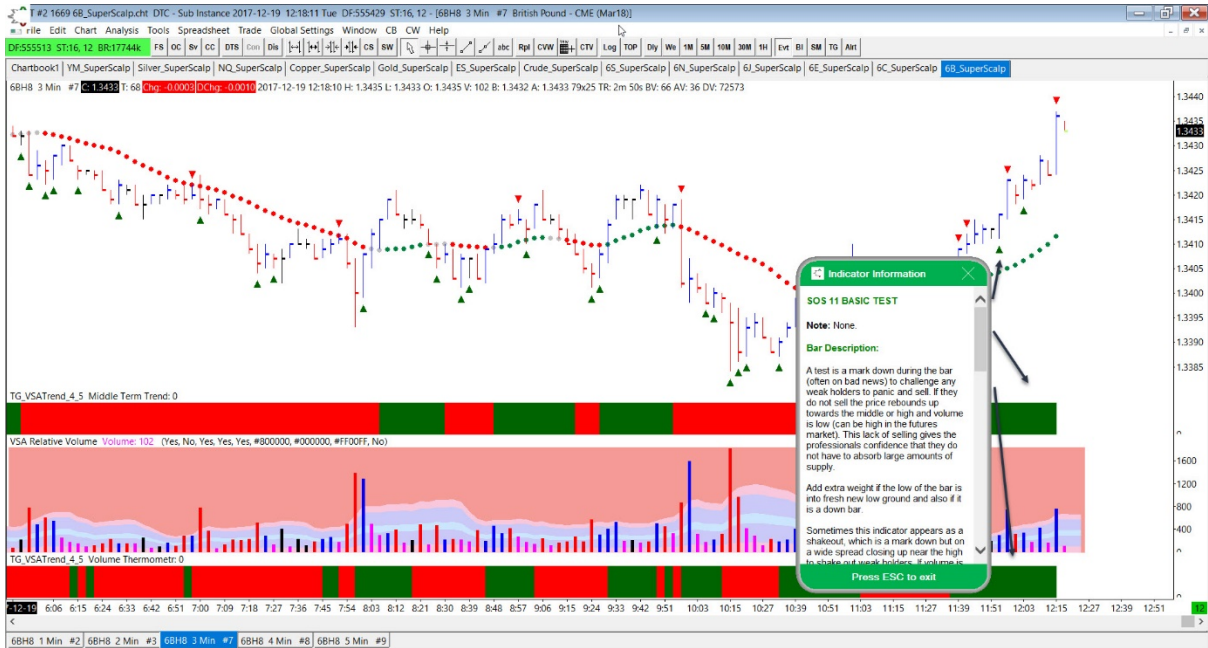 T #2 1669 6B_SuperScalp.cht DTC - Sub Instance 2017-12-19 12:18:11 Tue DF:555429 ST:16, 12 - [6BH8 3 Min #7 British Pound - CME (Mar18)]
File Edit Chart Analysis Tools Spreadsheet Trade Global Settings Window CB CW Help
DF:555513 ST:16, 12 BR:17744k FS OC Sv CC DTS Con Dis CS SW abc Rpl CVW CTV Log TOP Dly We 1M 5M 10M 30M 1H Evt BI SM TG Alrt
Chartbook1 YM_SuperScalp Silver_SuperScalp NQ_SuperScalp Copper_SuperScalp Gold_SuperScalp ES_SuperScalp Crude_SuperScalp 6S_SuperScalp 6N_SuperScalp 6J_SuperScalp 6E_SuperScalp 6C_SuperScalp 6B_SuperScalp
6BH8 3 Min #7 C: 1.3433 T: 68 Chg: -0.0003 DChg: -0.0010 2017-12-19 12:18:10 H: 1.3435 L: 1.3433 O: 1.3435 V: 102 B: 1.3432 A: 1.3433 79x25 TR: 2m 50s BV: 66 AV: 36 DV: 72573
1.3440
1.3435
1.3433
1.3430
1.3425
1.3420
1.3415
1.3410
1.3405
1.3400
1.3395
1.3390
1.3385
Indicator Information
SOS 11 BASIC TEST
Note: None.
Bar Description:
A test is a mark down during the bar
(often on bad news) to challenge any
weak holders to panic and sell. If they
do not sell the price rebounds up
towards the middle or high and volume
is low (can be high in the futures
market). This lack of selling gives the
professionals confidence that they do
not have to absorb large amounts of
supply.
Add extra weight if the low of the bar is
into fresh new low ground and also if it
is a down bar.
Sometimes this indicator appears as a
shakeout, which is a mark down but on
a wide spread closing up near the high
to shake out weak holders. If volume is
Press ESC to exit
TG_VSATrend_4_5 Middle Term Trend: 0
VSA Relative Volume Volume: 102 (Yes, No, Yes, Yes, Yes, #800000, #000000, #FF00FF, No)
1600
1200
800
400
TG_VSATrend_4_5 Volume Thermometr: 0
-12-19 6:06 6:15 6:24 6:33 6:42 6:51 7:00 7:09 7:18 7:27 7:36 7:45 7:54 8:03 8:12 8:21 8:30 8:39 8:48 8:57 9:06 9:15 9:24 9:33 9:42 9:51 10:03 10:15 10:27 10:39 10:51 11:03 11:15 11:27 11:39 11:51 12:03 12:15 12:27 12:39 12:51 12
6BH8 1 Min #2 6BH8 2 Min #3 6BH8 3 Min #7 6BH8 4 Min #8 6BH8 5 Min #9